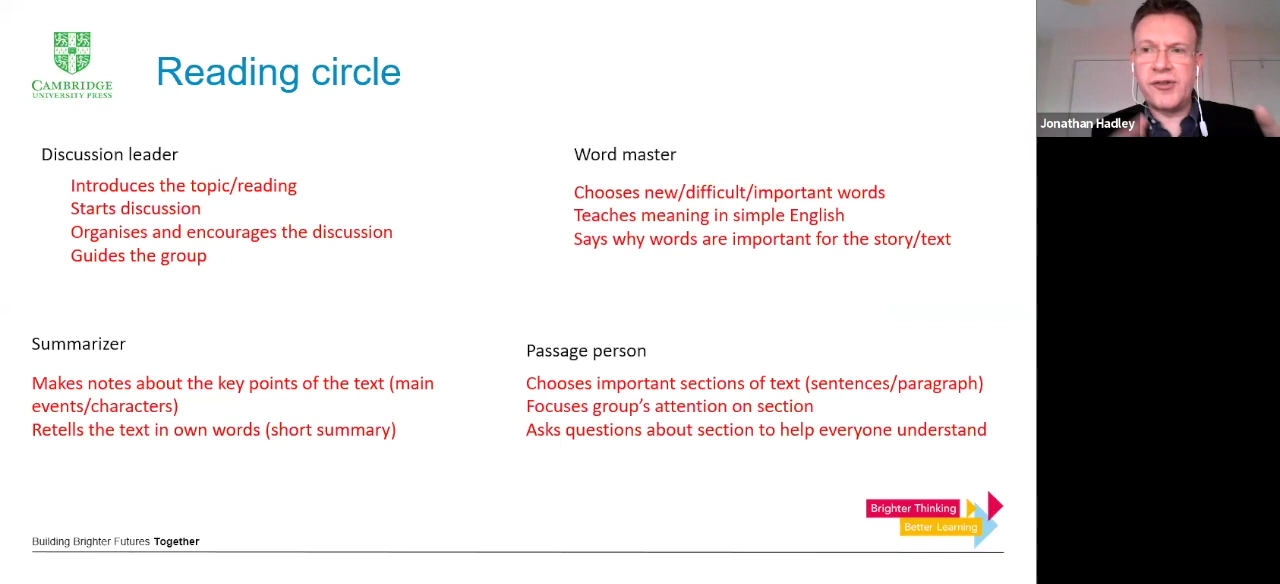 CAMBRIDGE
UNIVERSITY PRESS
Reading circle
Jonathan Hadley
Discussion leader
Introduces the topic/reading
Starts discussion
Organises and encourages the discussion
Guides the group
Word master
Chooses new/difficult/important words
Teaches meaning in simple English
Says why words are important for the story/text
Summarizer
Makes notes about the key points of the text (main
events/characters)
Retells the text in own words (short summary)
Passage person
Chooses important sections of text (sentences/paragraph)
Focuses group’s attention on section
Asks questions about section to help everyone understand
Brighter Thinking
Better Learning
Building Brighter Futures Together